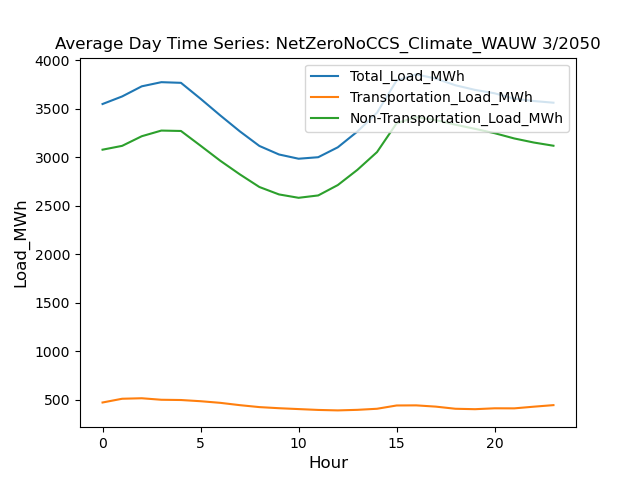 Average Day Time Series: NetZeroNoCCS_Climate_WAUW 3/2050
Total_Load_MWh
Transportation_Load_MWh
Non-Transportation_Load_MWh
4000
3500
3000
2500
2000
1500
1000
500
Load_MWh
0 5 10 15 20
Hour